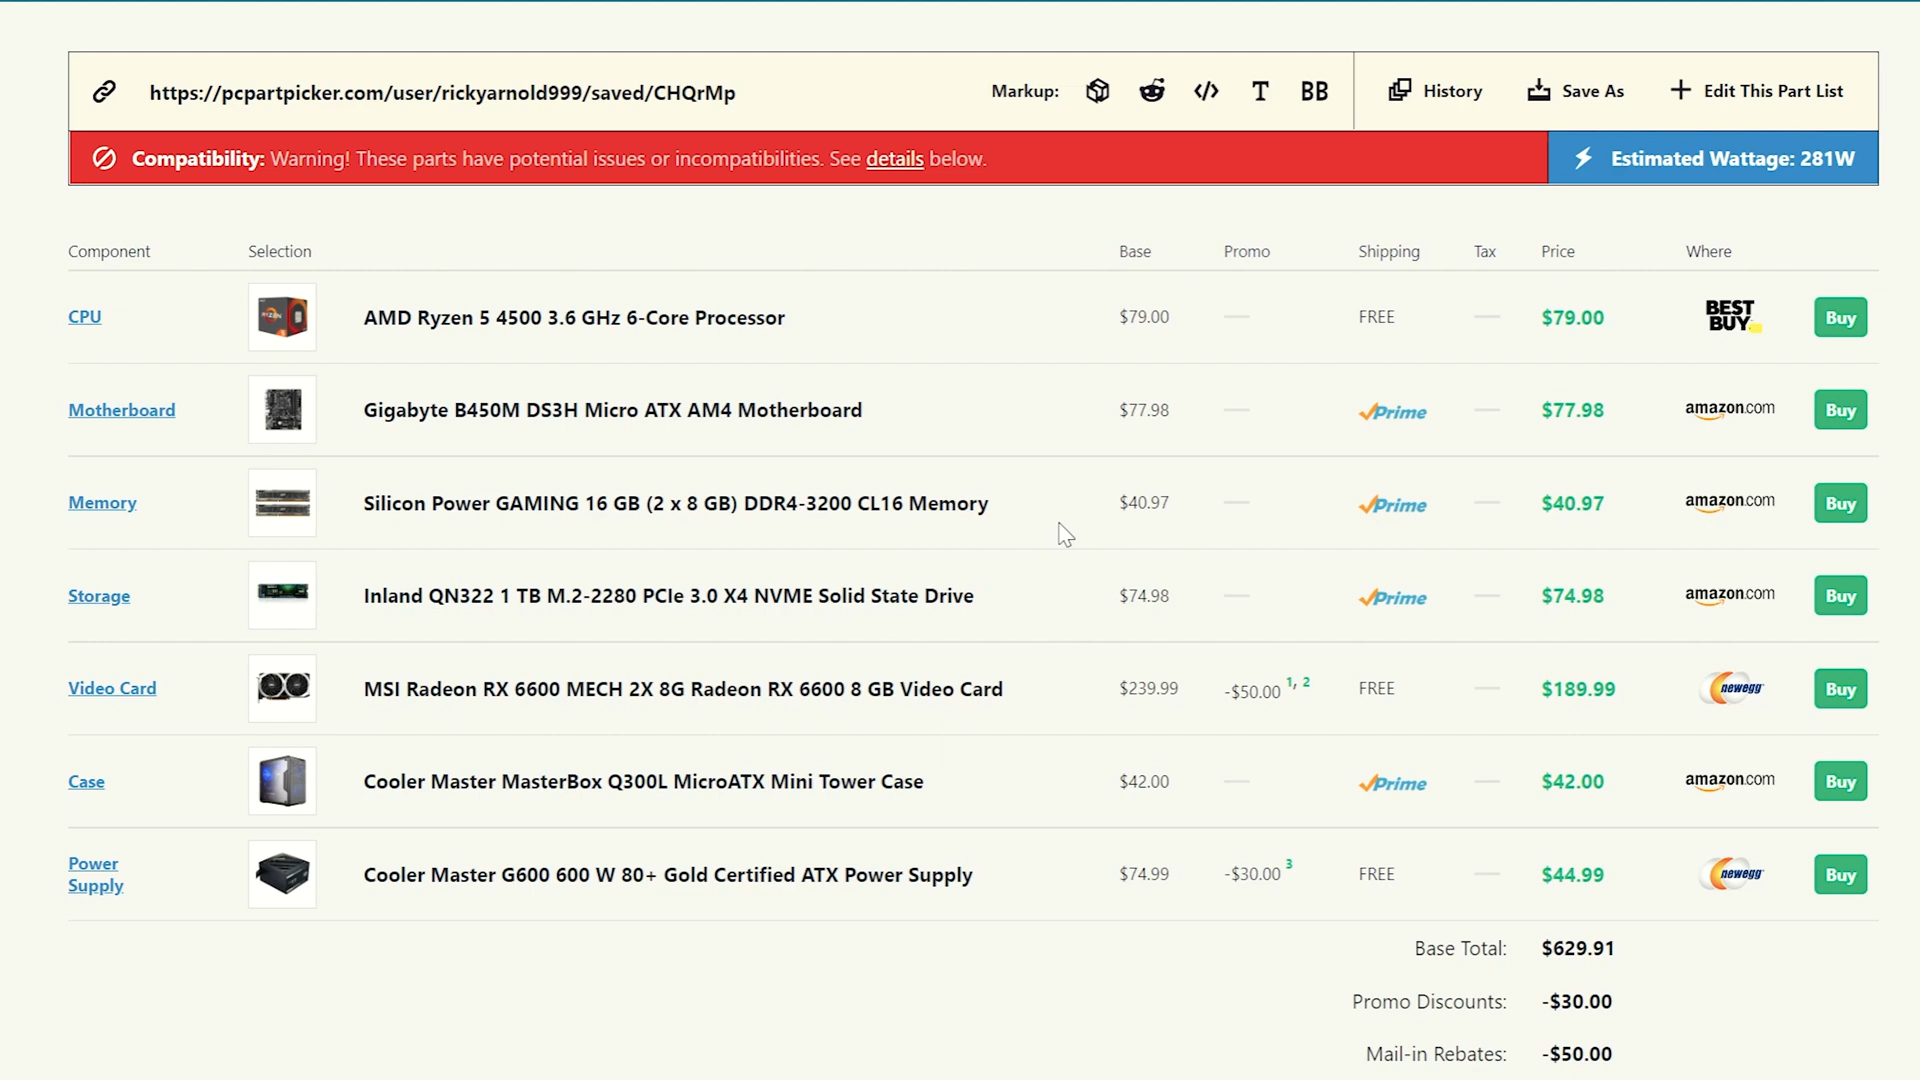 https://pcpartpicker.com/user/rickyarnold999/saved/CHQrMp Markup: T BB History Save As Edit This Part List
Compatibility: Warning! These parts have potential issues or incompatibilities. See details below. Estimated Wattage: 281W
Component Selection Base Promo Shipping Tax Price Where
CPU AMD Ryzen 5 4500 3.6 GHz 6-Core Processor $79.00 — FREE — $79.00 BEST BUY Buy
Motherboard Gigabyte B450M DS3H Micro ATX AM4 Motherboard $77.98 — Prime — $77.98 amazon.com Buy
Memory Silicon Power GAMING 16 GB (2 x 8 GB) DDR4-3200 CL16 Memory $40.97 — Prime — $40.97 amazon.com Buy
Storage Inland QN322 1 TB M.2-2280 PCIe 3.0 X4 NVME Solid State Drive $74.98 — Prime — $74.98 amazon.com Buy
Video Card MSI Radeon RX 6600 MECH 2X 8G Radeon RX 6600 8 GB Video Card $239.99 -$50.00 1, 2 FREE — $189.99 newegg Buy
Case Cooler Master MasterBox Q300L MicroATX Mini Tower Case $42.00 — Prime — $42.00 amazon.com Buy
Power Supply Cooler Master G600 600 W 80+ Gold Certified ATX Power Supply $74.99 -$30.00 3 FREE — $44.99 newegg Buy
Base Total: $629.91
Promo Discounts: -$30.00
Mail-in Rebates: -$50.00